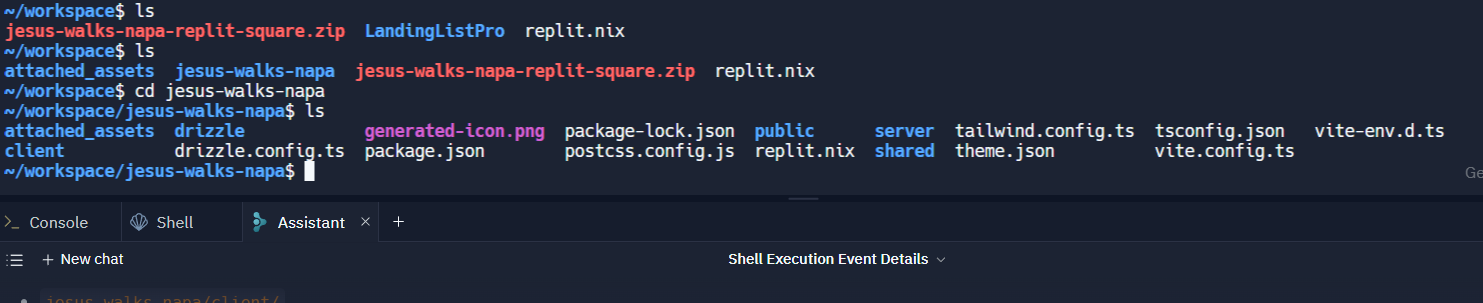 ~/workspace$ ls
jesus-walks-napa-replit-square.zip LandingListPro replit.nix
~/workspace$ ls
attached_assets jesus-walks-napa jesus-walks-napa-replit-square.zip replit.nix
~/workspace$ cd jesus-walks-napa
~/workspace/jesus-walks-napa$ ls
attached_assets drizzle generated-icon.png package-lock.json public server tailwind.config.ts tsconfig.json vite-env.d.ts
client drizzle.config.ts package.json postcss.config.js replit.nix shared theme.json vite.config.ts
~/workspace/jesus-walks-napa$
Ge
Console Shell Assistant × +
+ New chat Shell Execution Event Details
• jesus-walks-napa/client/